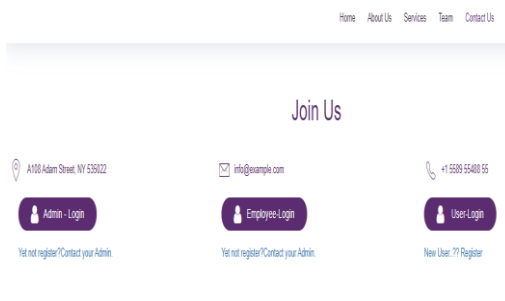 Home About Us Services Team Contact Us
Join Us
A108 Adam Street, NY 535022 info@example.com +1 5589 55488 55
Admin - Login Employee-Login User-Login
Yet not register?Contact your Admin. Yet not register?Contact your Admin. New User..?? Register